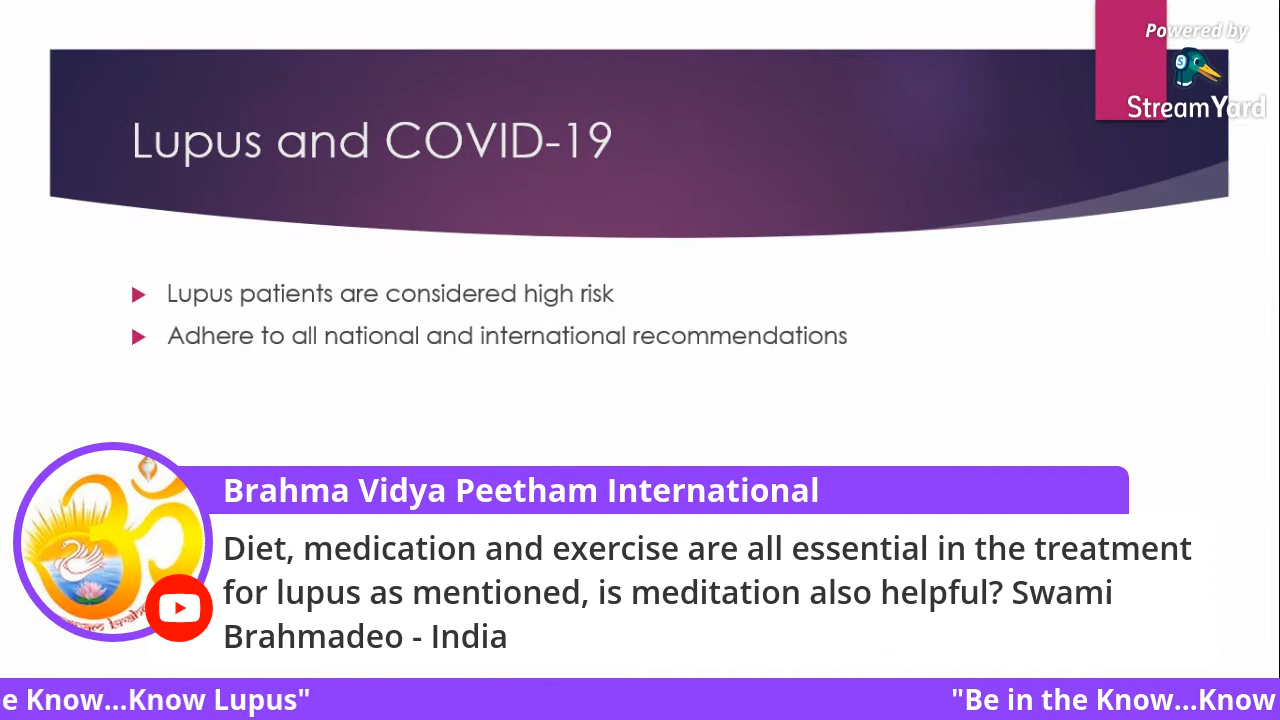 Powered by
StreamYard
Lupus and COVID-19
Lupus patients are considered high risk
Adhere to all national and international recommendations
Brahma Vidya Peetham International
Diet, medication and exercise are all essential in the treatment
for lupus as mentioned, is meditation also helpful? Swami
Brahmadeo - India
e Know...Know Lupus" "Be in the Know...Know